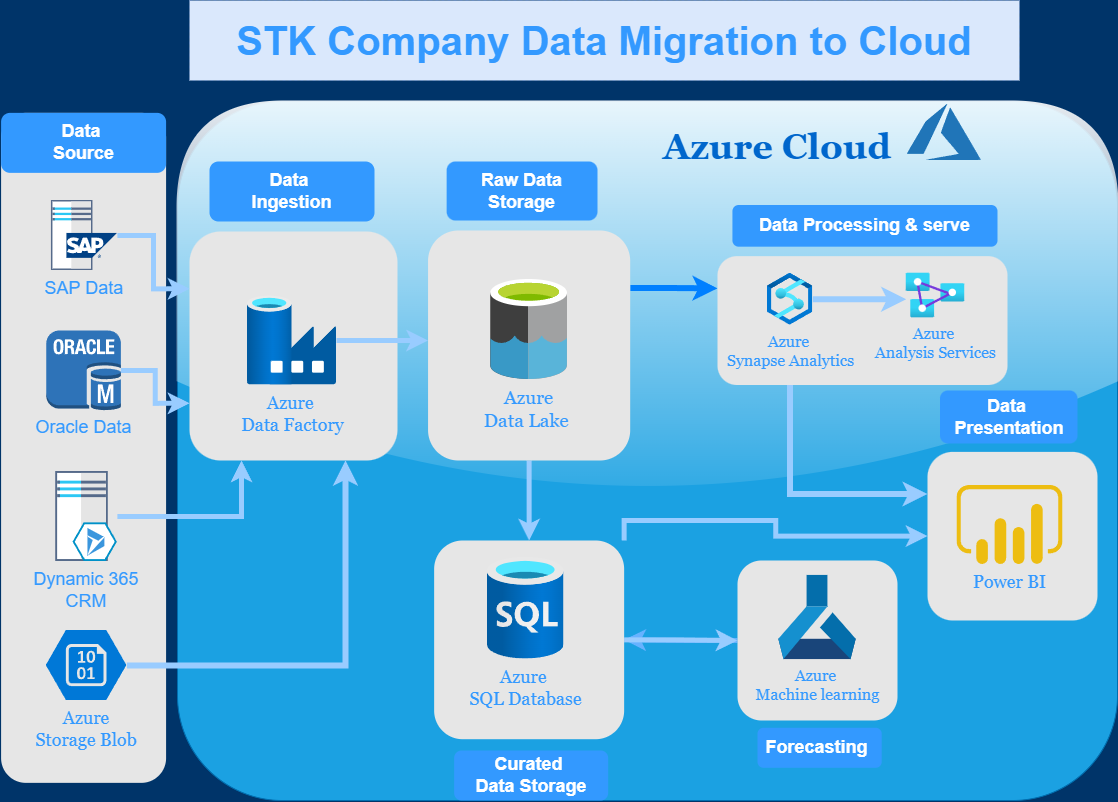 STK Company Data Migration to Cloud
Data
Source
SAP
SAP Data
ORACLE
M
Oracle Data
Dynamic 365
CRM
10
01
Azure
Storage Blob
Azure Cloud
Data
Ingestion
Azure
Data Factory
Raw Data
Storage
Azure
Data Lake
Data Processing & serve
Azure
Synapse Analytics
Azure
Analysis Services
Data
Presentation
Power BI
SQL
Azure
SQL Database
Curated
Data Storage
Azure
Machine learning
Forecasting